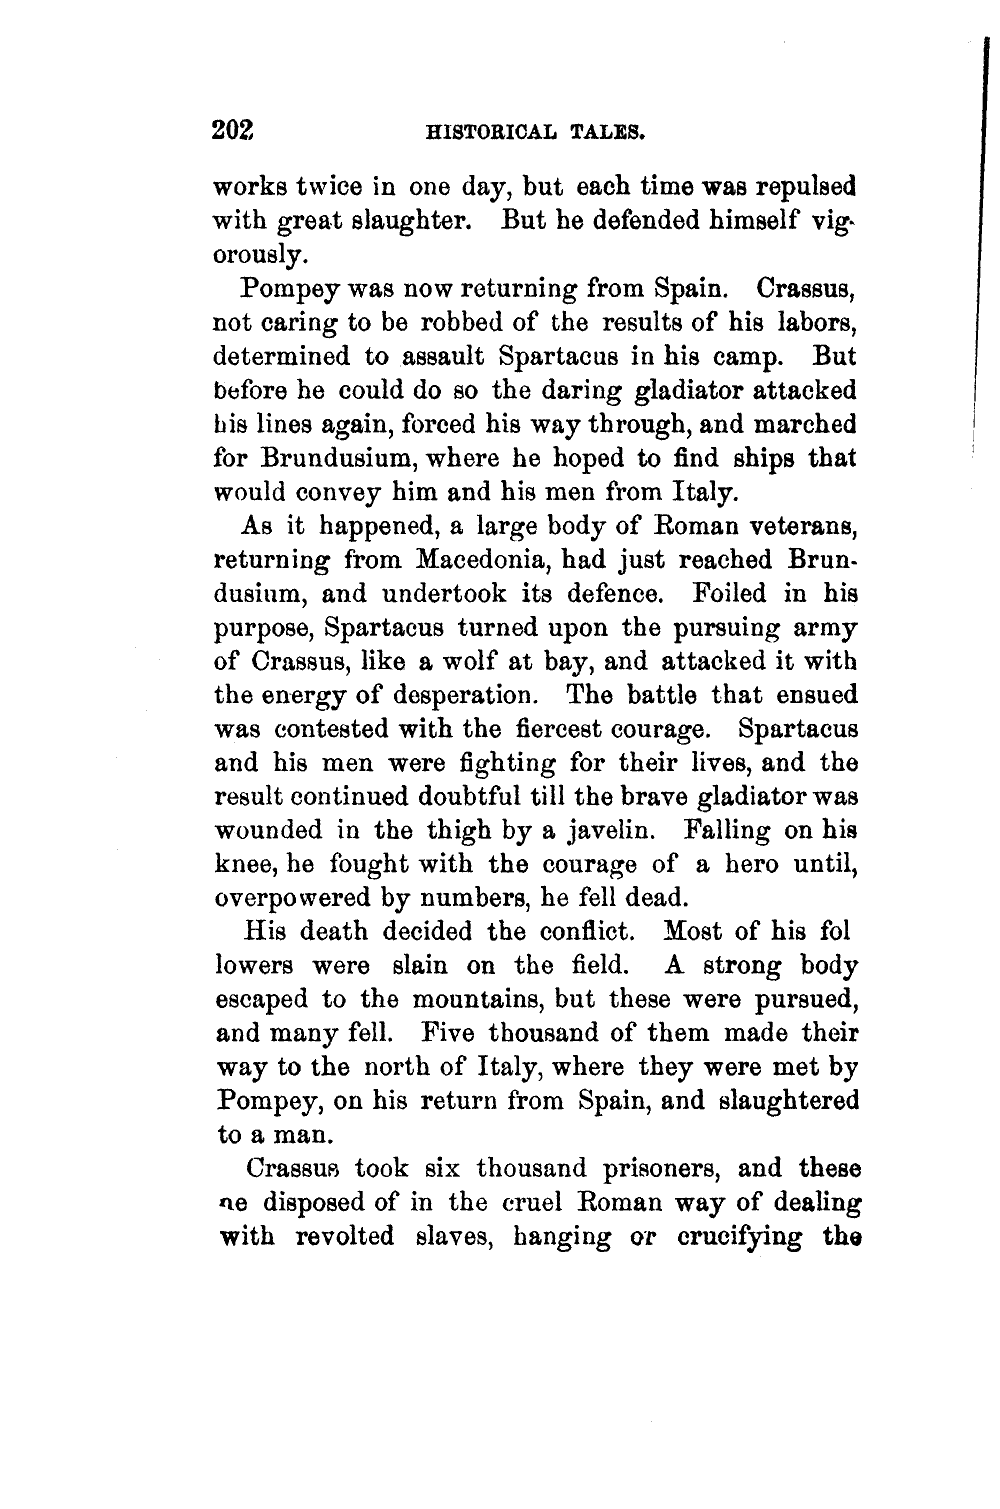 202 HISTORICAL TALES.
works twice in one day, but each time was repulsed
with great slaughter. But he defended himself vig-
orously.
Pompey was now returning from Spain. Crassus,
not caring to be robbed of the results of his labors,
determined to assault Spartacus in his camp. But
before he could do so the daring gladiator attacked
his lines again, forced his way through, and marched
for Brundusium, where he hoped to find ships that
would convey him and his men from Italy.
As it happened, a large body of Roman veterans,
returning from Macedonia, had just reached Brun-
dusium, and undertook its defence. Foiled in his
purpose, Spartacus turned upon the pursuing army
of Crassus, like a wolf at bay, and attacked it with
the energy of desperation. The battle that ensued
was contested with the fiercest courage. Spartacus
and his men were fighting for their lives, and the
result continued doubtful till the brave gladiator was
wounded in the thigh by a javelin. Falling on his
knee, he fought with the courage of a hero until,
overpowered by numbers, he fell dead.
His death decided the conflict. Most of his fol
lowers were slain on the field. A strong body
escaped to the mountains, but these were pursued,
and many fell. Five thousand of them made their
way to the north of Italy, where they were met by
Pompey, on his return from Spain, and slaughtered
to a man.
Crassus took six thousand prisoners, and these
he disposed of in the cruel Roman way of dealing
with revolted slaves, hanging or crucifying the